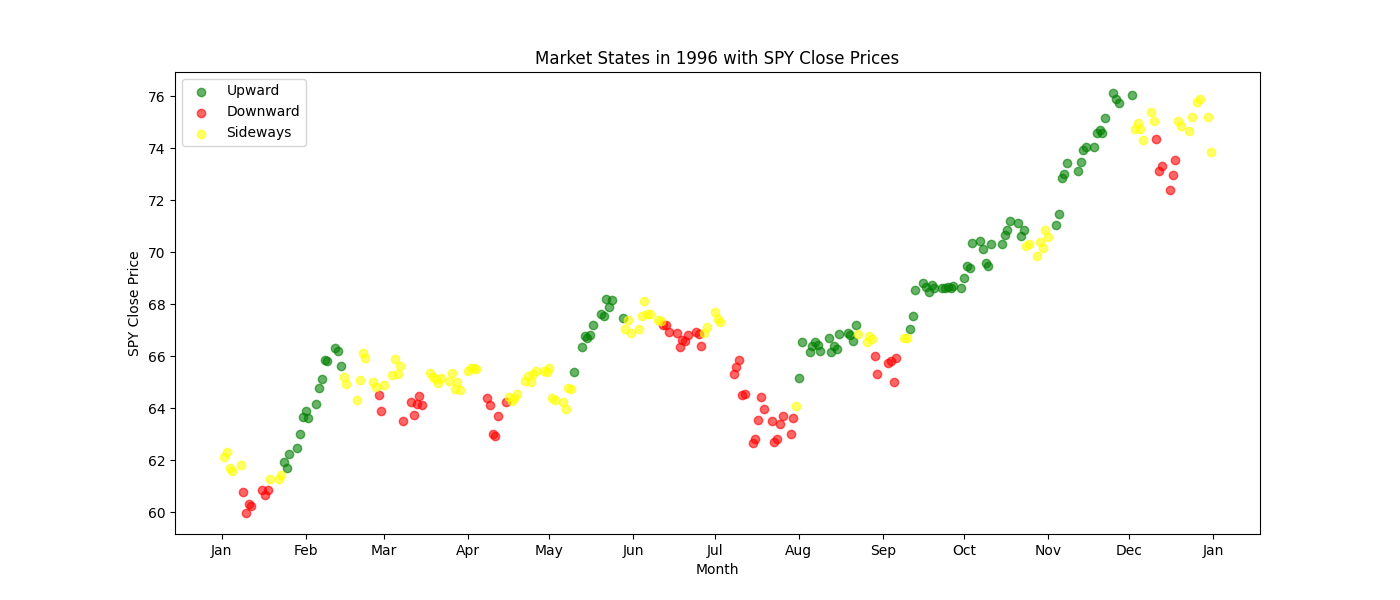 Market States in 1996 with SPY Close Prices
Upward
Downward
Sideways
76
74
72
70
68
66
64
62
60
SPY Close Price
Jan Feb Mar Apr May Jun Jul Aug Sep Oct Nov Dec Jan
Month